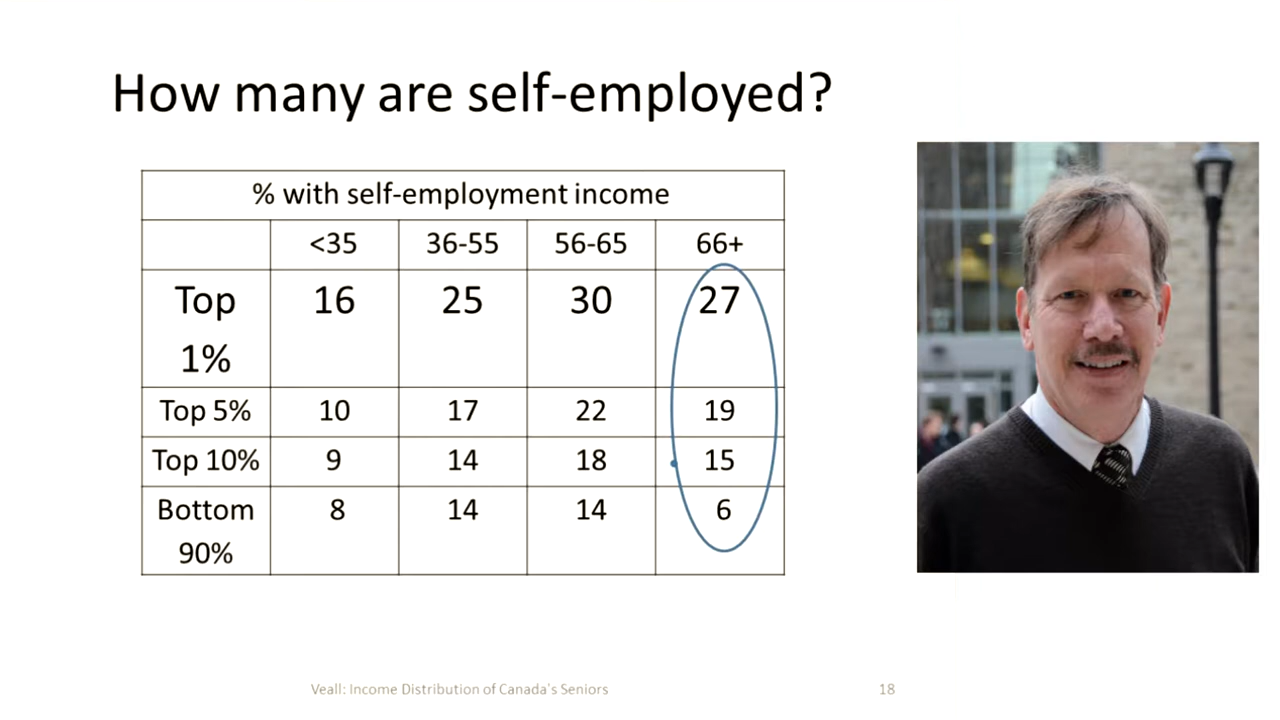 How many are self-employed?
% with self-employment income
<35 36-55 56-65 66+
Top 1% 16 25 30 27
Top 5% 10 17 22 19
Top 10% 9 14 18 15
Bottom 90% 8 14 14 6
Veall: Income Distribution of Canada's Seniors 18